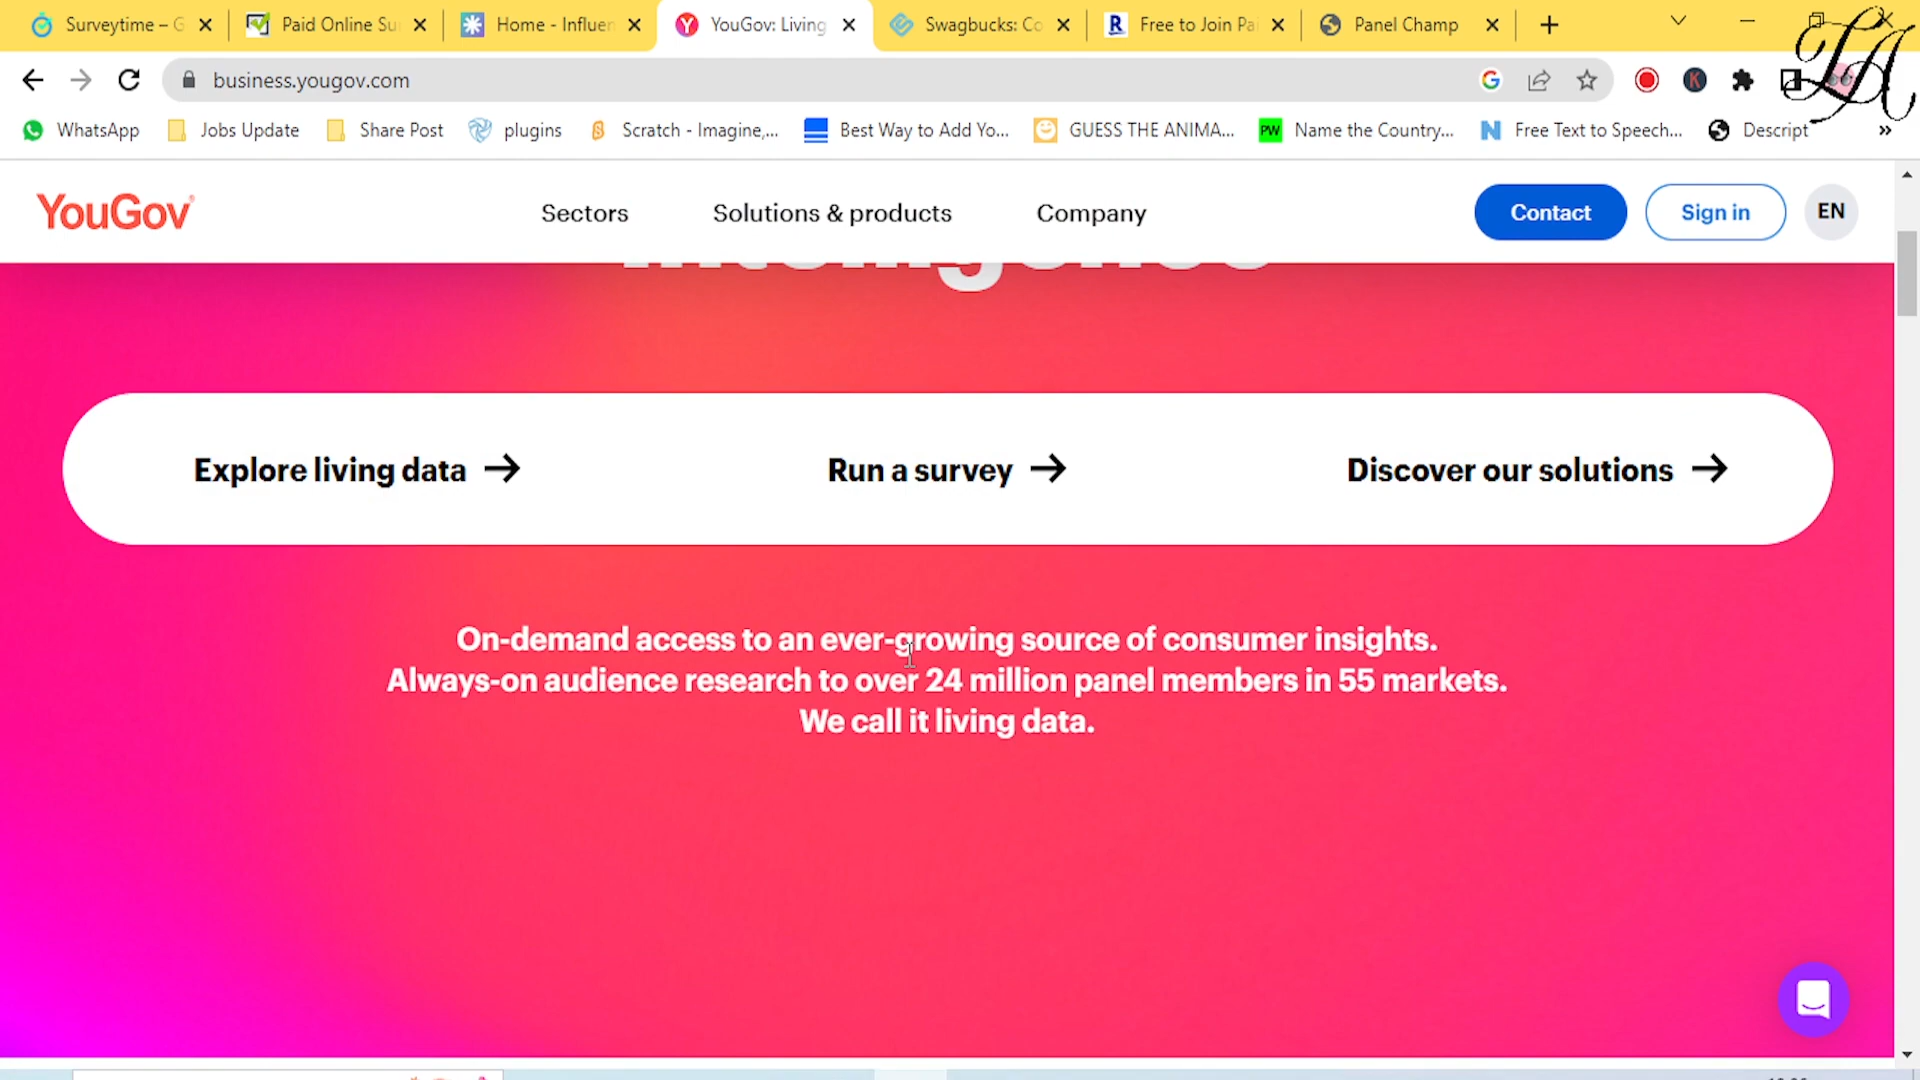 Surveytime – G
Paid Online Su
Home - Influen
YouGov: Living
Swagbucks: Co
Free to Join Pa
Panel Champ
business.yougov.com
WhatsApp
Jobs Update
Share Post
plugins
Scratch - Imagine,...
Best Way to Add Yo...
GUESS THE ANIMA...
PW Name the Country...
Free Text to Speech...
Descript
LA
YouGov
Sectors
Solutions & products
Company
Contact
Sign in
EN
Explore living data →
Run a survey →
Discover our solutions →
On-demand access to an ever-growing source of consumer insights.
Always-on audience research to over 24 million panel members in 55 markets.
We call it living data.